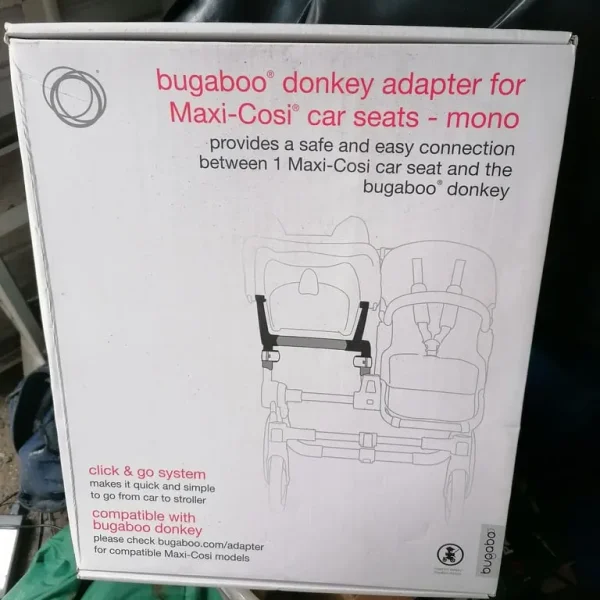 bugaboo® donkey adapter for
Maxi-Cosi® car seats - mono
provides a safe and easy connection
between 1 Maxi-Cosi car seat and the
bugaboo® donkey
click & go system
makes it quick and simple
to go from car to stroller
compatible with
bugaboo donkey
please check bugaboo.com/adapter
for compatible Maxi-Cosi models
bugaboo